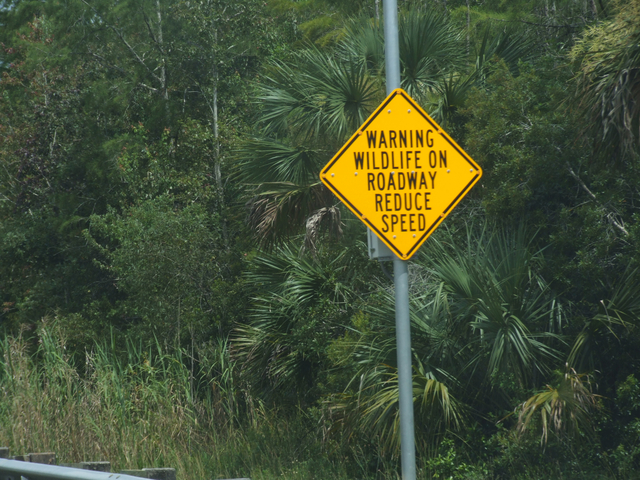 WARNING
WILDLIFE ON
ROADWAY
REDUCE
SPEED